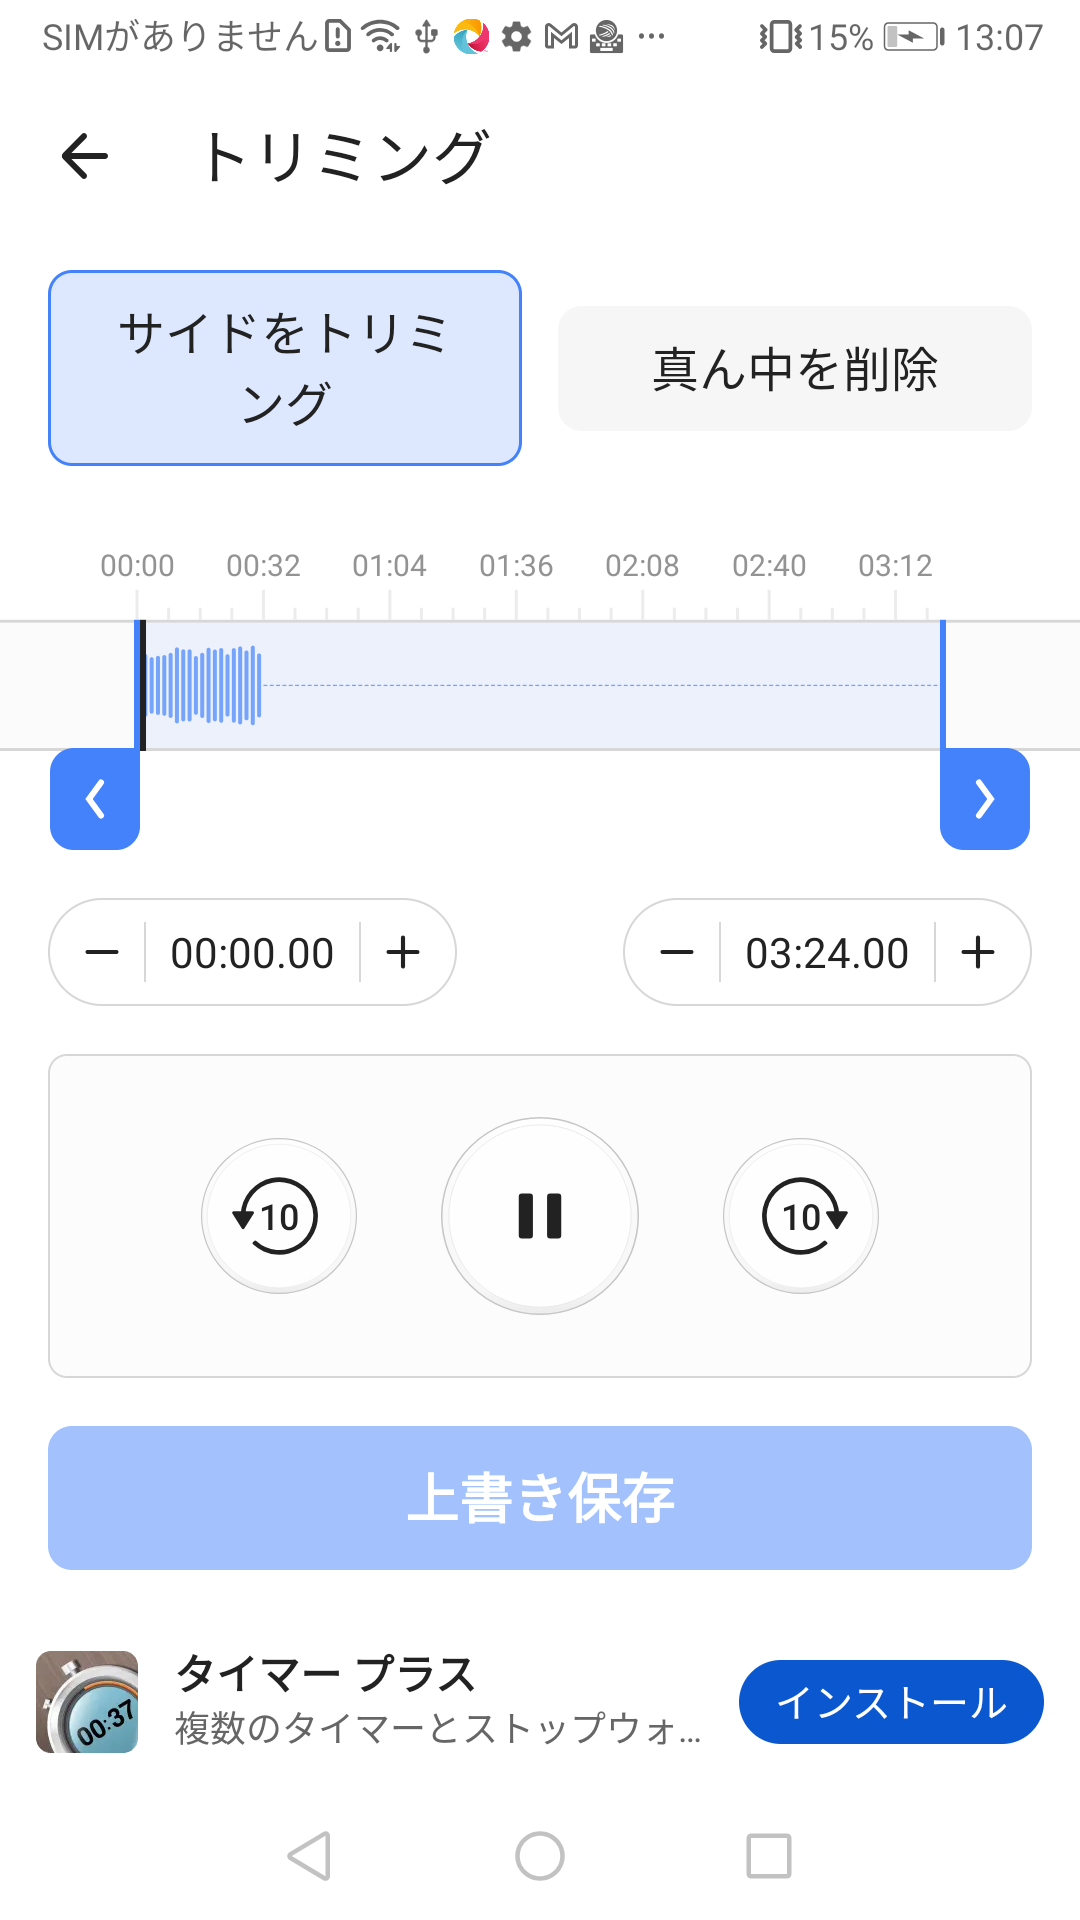 SIMがありません 15% 13:07
トリミング
サイドをトリミ
ング
真ん中を削除
00:00 00:32 01:04 01:36 02:08 02:40 03:12
00:00.00
03:24.00
10 10
上書き保存
00:37
タイマー プラス
複数のタイマーとストップウォ...
インストール